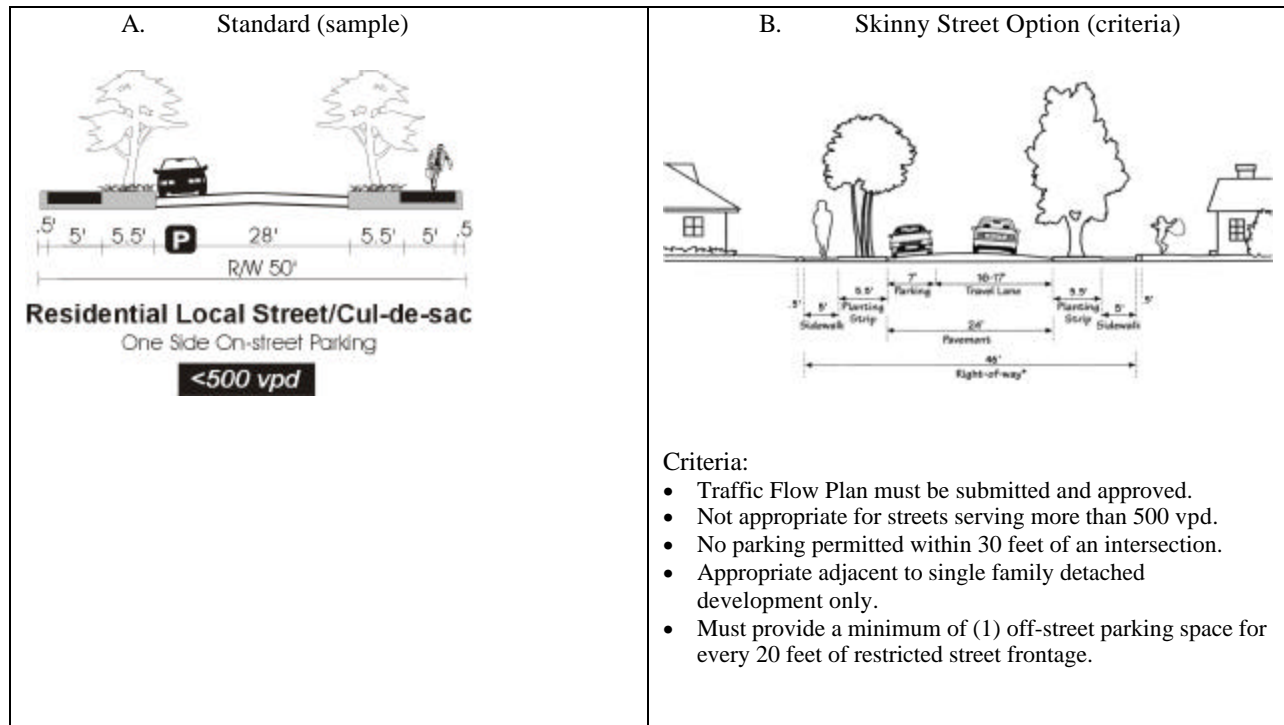 A. Standard (sample)
.5' 5' 5.5' P 28' 5.5' 5' .5
R/W 50'
Residential Local Street/Cul-de-sac
One Side On-street Parking
<500 vpd
B. Skinny Street Option (criteria)
7' 16-17'
5.5' Parking Travel Lane 5.5'
.5' 5' Planting Planting 5' .5'
Sidewalk Strip Strip Sidewalk
24'
Pavement
46'
Right-of-way*
Criteria:
• Traffic Flow Plan must be submitted and approved.
• Not appropriate for streets serving more than 500 vpd.
• No parking permitted within 30 feet of an intersection.
• Appropriate adjacent to single family detached
development only.
• Must provide a minimum of (1) off-street parking space for
every 20 feet of restricted street frontage.